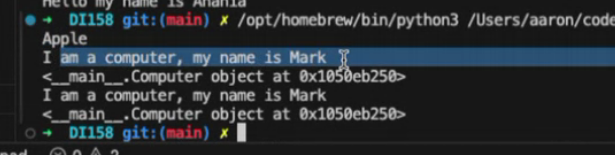 Hello my name is Anania
➜ DI158 git:(main) ✗ /opt/homebrew/bin/python3 /Users/aaron/code
Apple
I am a computer, my name is Mark
<__main__.Computer object at 0x1050eb250>
I am a computer, my name is Mark
<__main__.Computer object at 0x1050eb250>
➜ DI158 git:(main) ✗